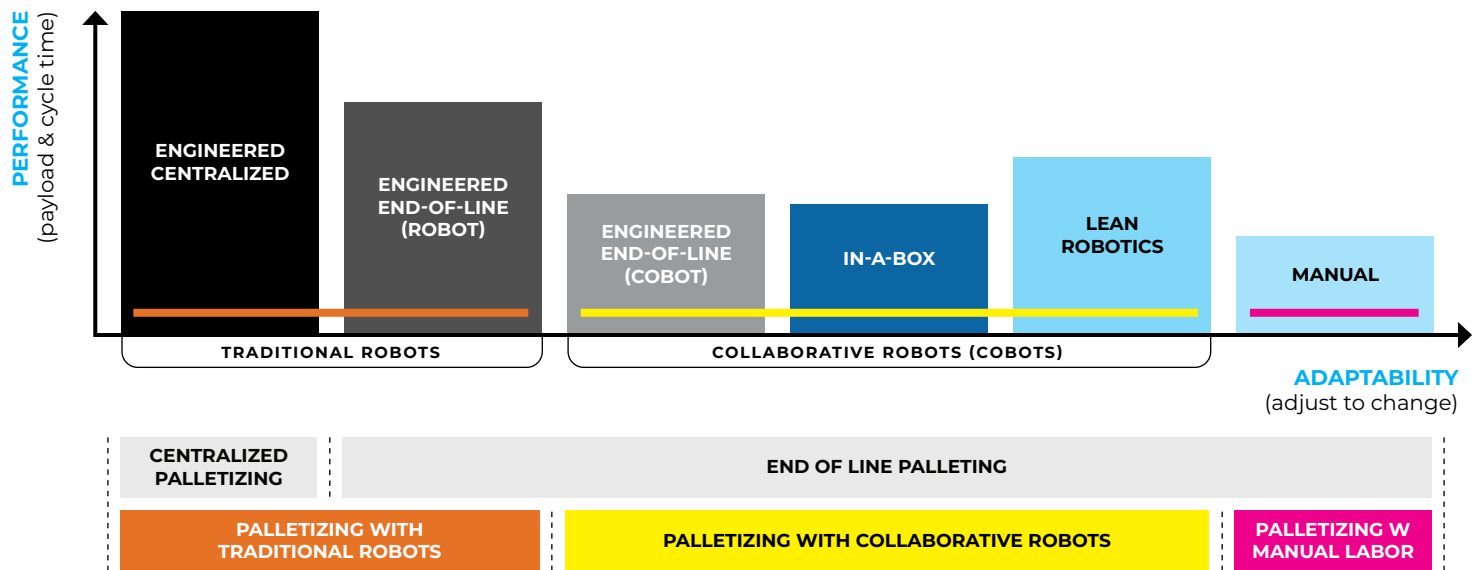 PERFORMANCE
(payload & cycle time)
ENGINEERED
CENTRALIZED
ENGINEERED
END-OF-LINE
(ROBOT)
ENGINEERED
END-OF-LINE
(COBOT)
IN-A-BOX
LEAN
ROBOTICS
MANUAL
TRADITIONAL ROBOTS
COLLABORATIVE ROBOTS (COBOTS)
ADAPTABILITY
(adjust to change)
CENTRALIZED
PALLETIZING
END OF LINE PALLETING
PALLETIZING WITH
TRADITIONAL ROBOTS
PALLETIZING WITH COLLABORATIVE ROBOTS
PALLETIZING W
MANUAL LABOR